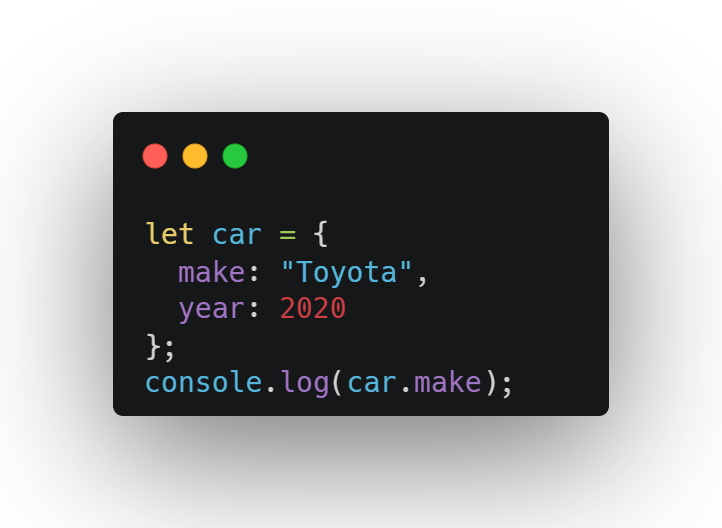 let car = {
  make: "Toyota",
  year: 2020
};
console.log(car.make);